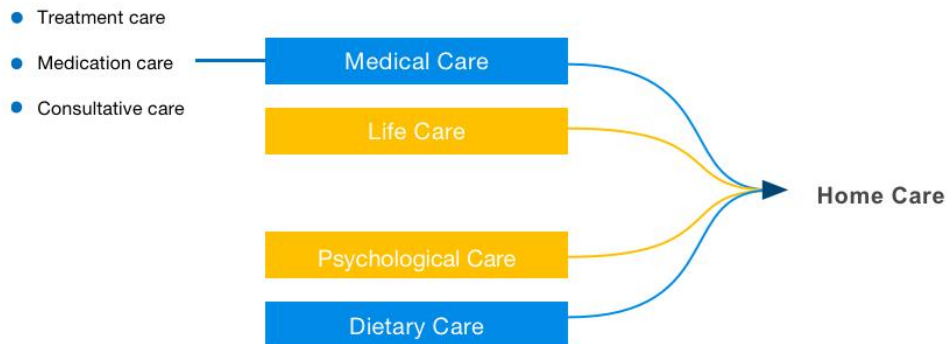 Treatment care
Medication care
Consultative care
Medical Care
Life Care
Psychological Care
Dietary Care
Home Care